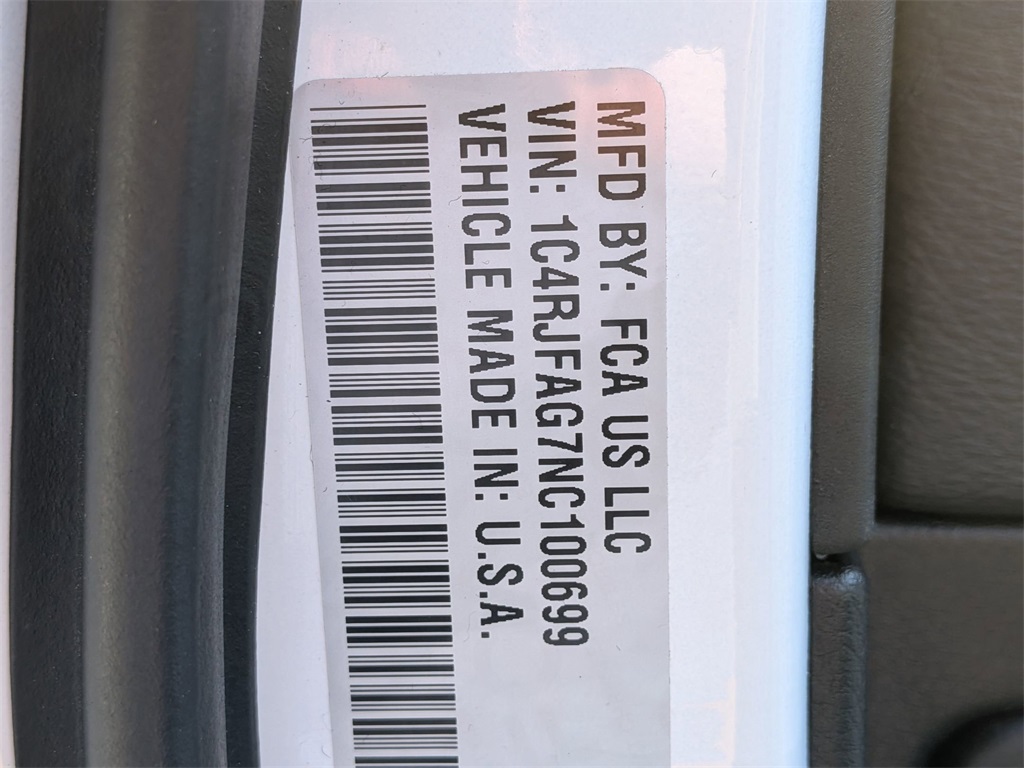 MFD BY: FCA US LLC
VIN: 1C4RJFAG7NC100699
VEHICLE MADE IN: U.S.A.